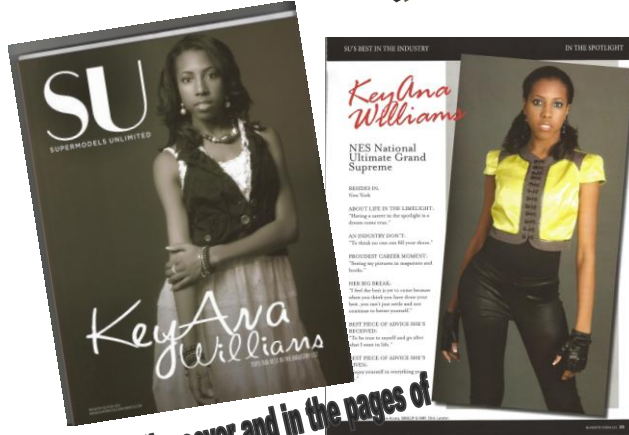 SU
SUPERMODELS UNLIMITED
KeyAna
Williams
SU'S BEST IN THE INDUSTRY
IN THE SPOTLIGHT
KeyAna
Williams
NES National
Ultimate Grand
Supreme
RESIDES IN:
New York
ABOUT LIFE IN THE LIMELIGHT:
"Having a career in the spotlight is a
dream come true."
AN INDUSTRY DON'T:
"To think no one can fill your shoes."
PROUDEST CAREER MOMENT:
"Seeing my pictures in magazines and
books."
HER BIG BREAK:
"I feel the best is yet to come because
when you think you have done your
best, you can't just settle and not
continue to better yourself."
BEST PIECE OF ADVICE SHE'S
RECEIVED:
"To be true to myself and go after
what I want in life."
BEST PIECE OF ADVICE SHE'S
yourself in everything
cover and in the pages of